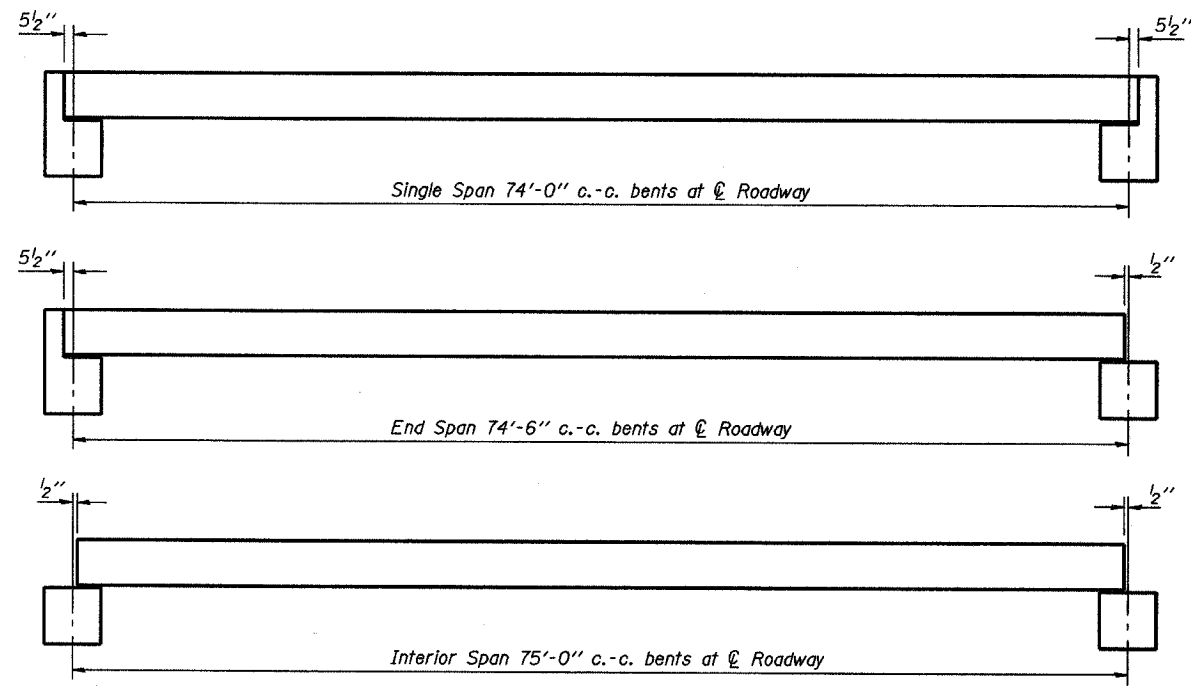 5½" 5½"
Single Span 74'-0" c.-c. bents at ℄ Roadway
5½" ½"
End Span 74'-6" c.-c. bents at ℄ Roadway
½" ½"
Interior Span 75'-0" c.-c. bents at ℄ Roadway